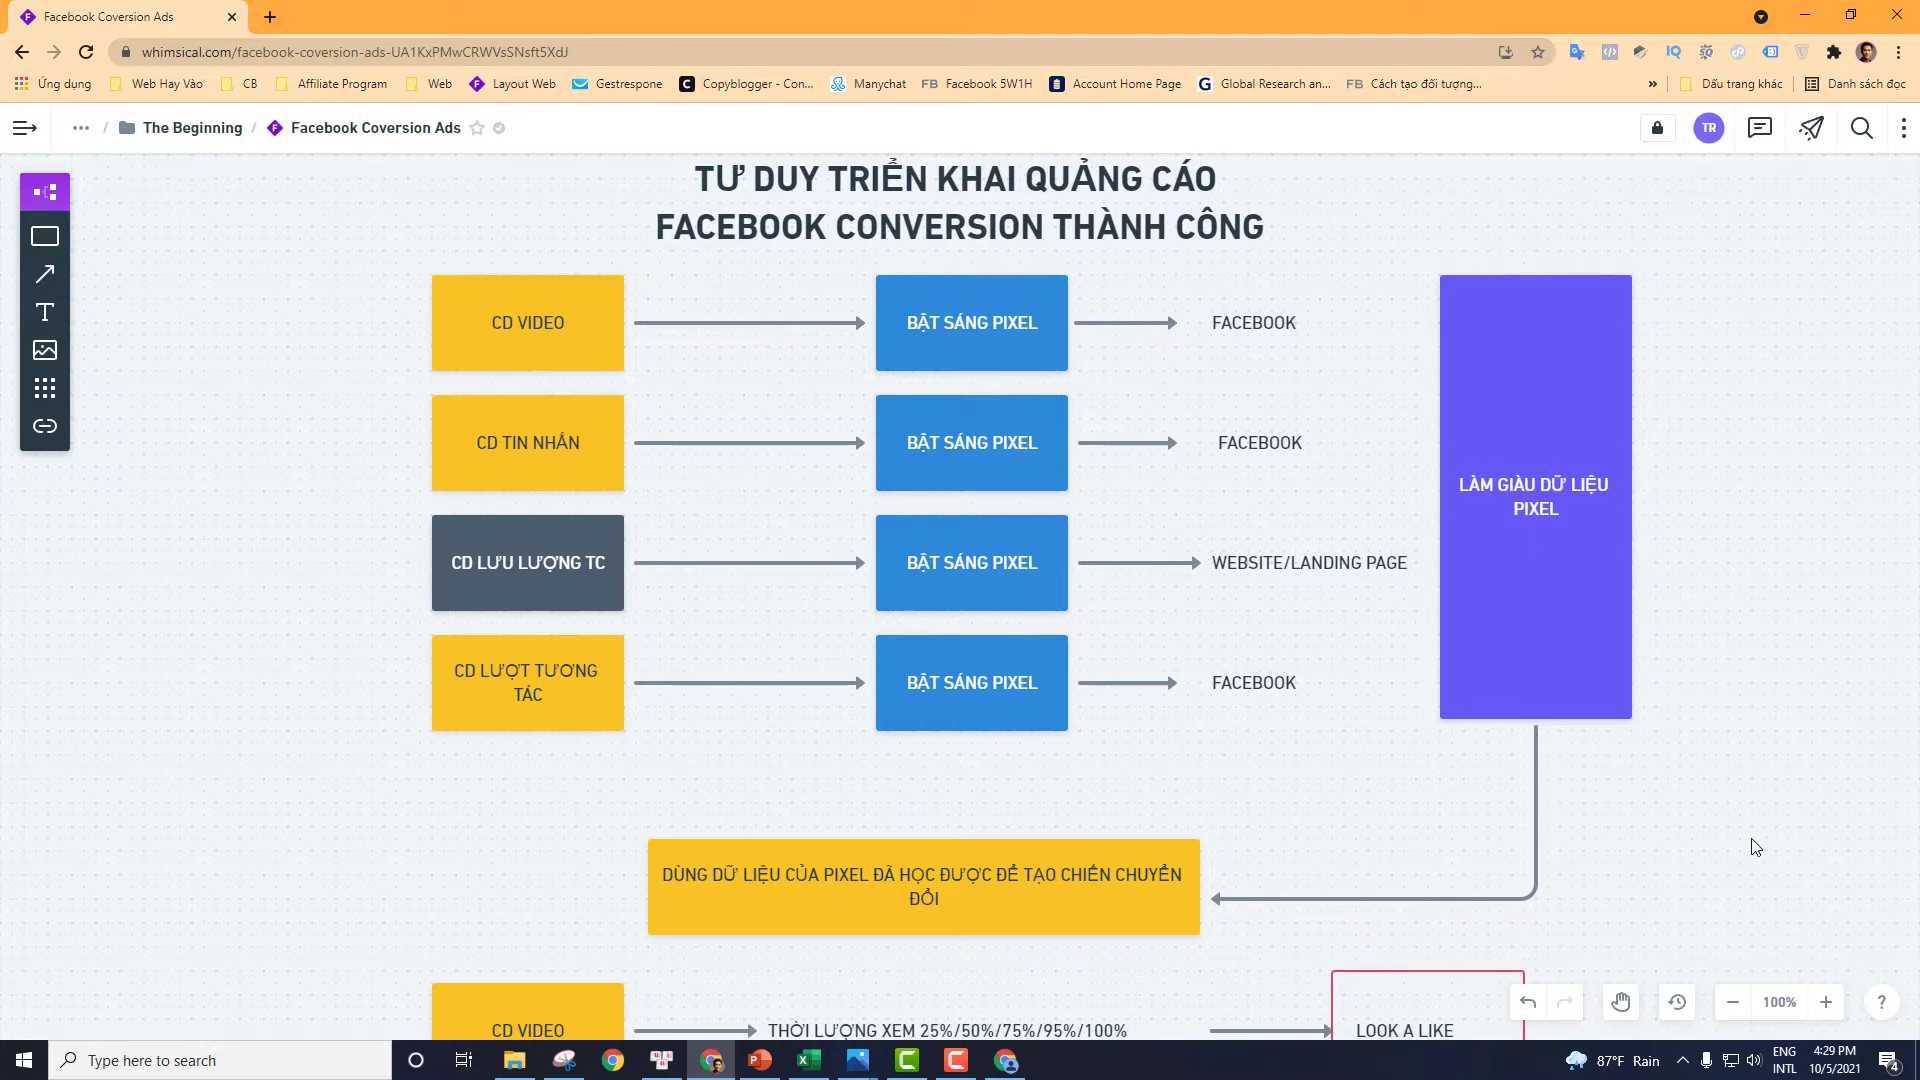 Facebook Coversion Ads
whimsical.com/facebook-coversion-ads-UA1KxPMwCRWVsSNsft5XdJ
Ứng dụng
Web Hay Vào
CB
Affiliate Program
Web
Layout Web
Gestrespone
Copyblogger - Con...
Manychat
FB Facebook 5W1H
Account Home Page
Global Research an...
FB Cách tạo đối tượng...
Dấu trang khác
Danh sách đọc
The Beginning / Facebook Coversion Ads
TR
TƯ DUY TRIỂN KHAI QUẢNG CÁO
FACEBOOK CONVERSION THÀNH CÔNG
CD VIDEO
BẬT SÁNG PIXEL
FACEBOOK
CD TIN NHẮN
BẬT SÁNG PIXEL
FACEBOOK
LÀM GIÀU DỮ LIỆU
PIXEL
CD LƯU LƯỢNG TC
BẬT SÁNG PIXEL
WEBSITE/LANDING PAGE
CD LƯỢT TƯƠNG
TÁC
BẬT SÁNG PIXEL
FACEBOOK
DÙNG DỮ LIỆU CỦA PIXEL ĐÃ HỌC ĐƯỢC ĐỂ TẠO CHIẾN CHUYỂN
ĐỔI
CD VIDEO
THỜI LƯỢNG XEM 25%/50%/75%/95%/100%
LOOK A LIKE
100%
Type here to search
87°F Rain
ENG
INTL
4:29 PM
10/5/2021
4